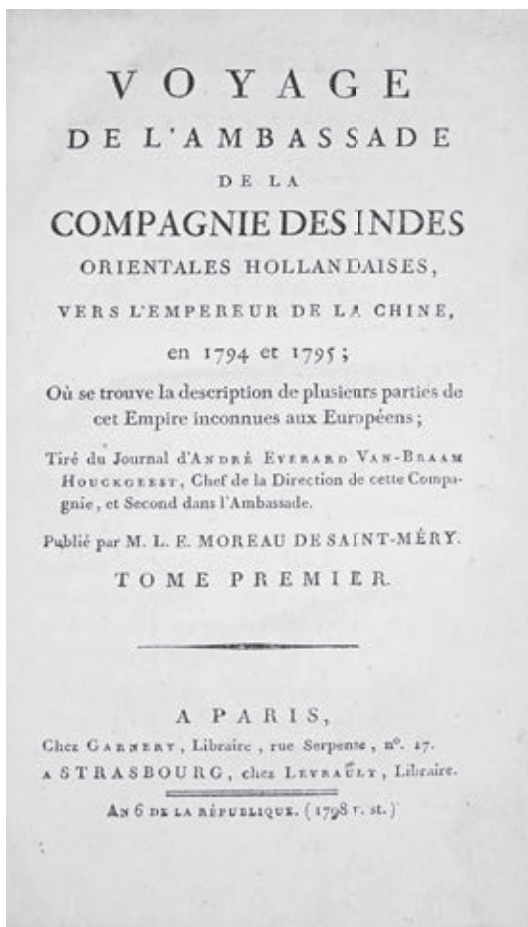 VOYAGE
DE L'AMBASSADE
DE LA
COMPAGNIE DES INDES
ORIENTALES HOLLANDAISES,
VERS L'EMPEREUR DE LA CHINE,
en 1794 et 1795 ;
Où se trouve la description de plusieurs parties de
cet Empire inconnues aux Européens ;
Tiré du Journal d'ANDRÉ EVERARD VAN-BRAAM
HOUCKGEEST, Chef de la Direction de cette Compa-
gnie, et Second dans l'Ambassade.
Publié par M. L. E. MOREAU DE SAINT-MÉRY.
TOME PREMIER
A PARIS,
Chez GARNERY, Libraire, rue Serpente, nº. 17.
A STRASBOURG, chez LEVRAULT, Libraire.
AN 6 DE LA RÉPUBLIQUE. (1798 v. st.)